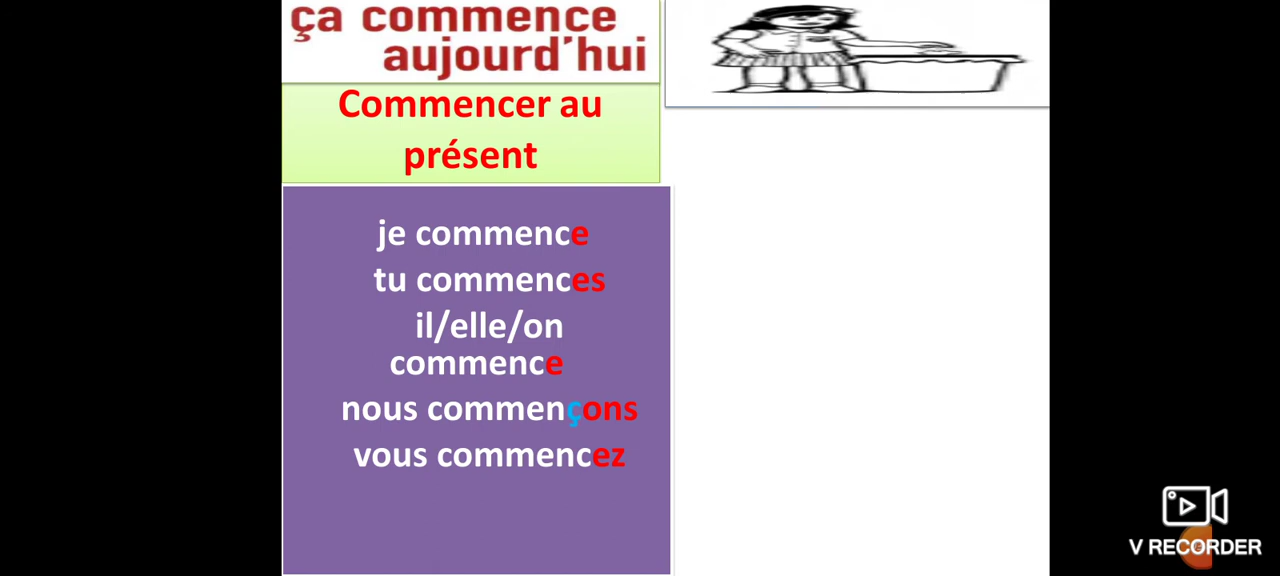 ça commence
aujourd'hui
Commencer au
présent
je commence
tu commences
il/elle/on
commence
nous commençons
vous commencez
V RECORDER